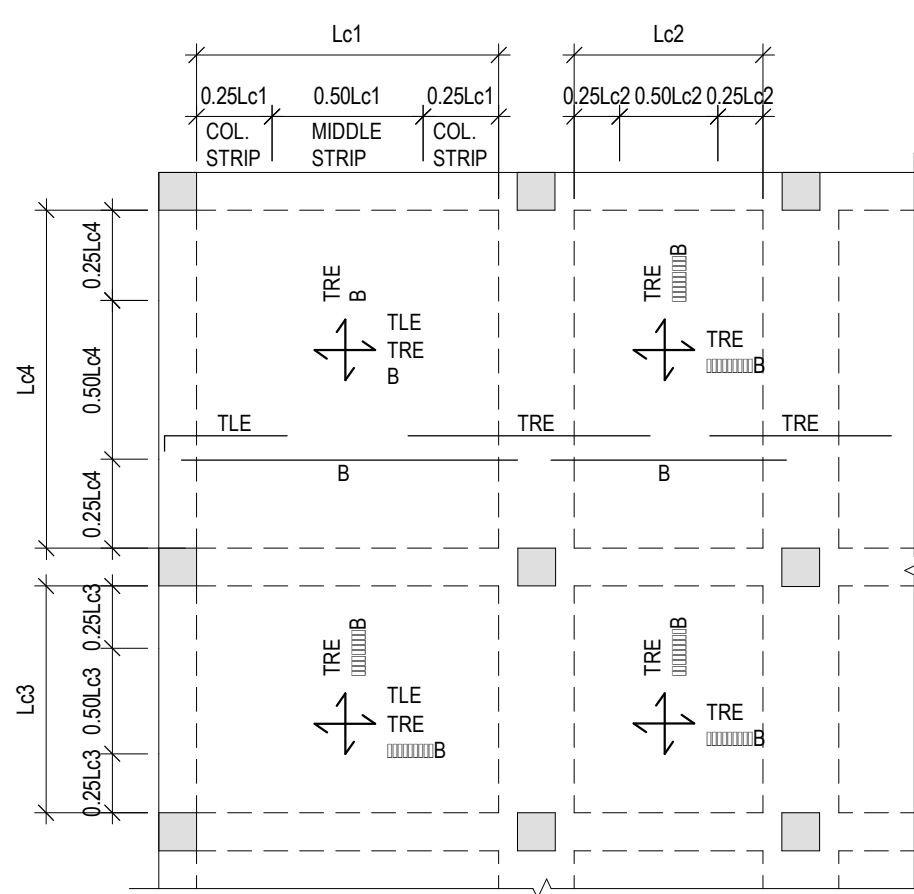 Lc1
Lc2
0.25Lc1 0.50Lc1 0.25Lc1
0.25Lc2 0.50Lc2 0.25Lc2
COL. STRIP
MIDDLE STRIP
COL. STRIP
Lc4
0.25Lc4
0.50Lc4
0.25Lc4
TRE
B
TLE
TRE
B
TRE
B
TRE
B
TLE
TRE
TRE
B
B
Lc3
0.25Lc3
0.50Lc3
0.25Lc3
TRE
B
TLE
TRE
B
TRE
B
TRE
B